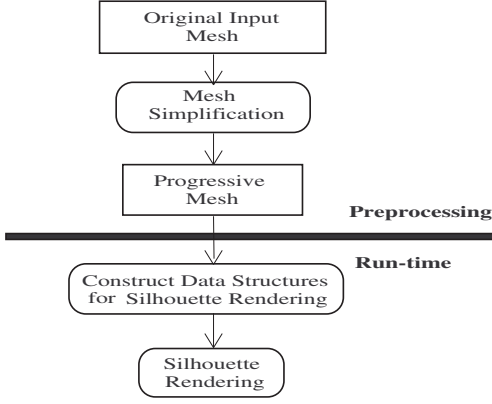 Original Input
Mesh
Mesh
Simplification
Progressive
Mesh
Preprocessing
Run-time
Construct Data Structures
for Silhouette Rendering
Silhouette
Rendering